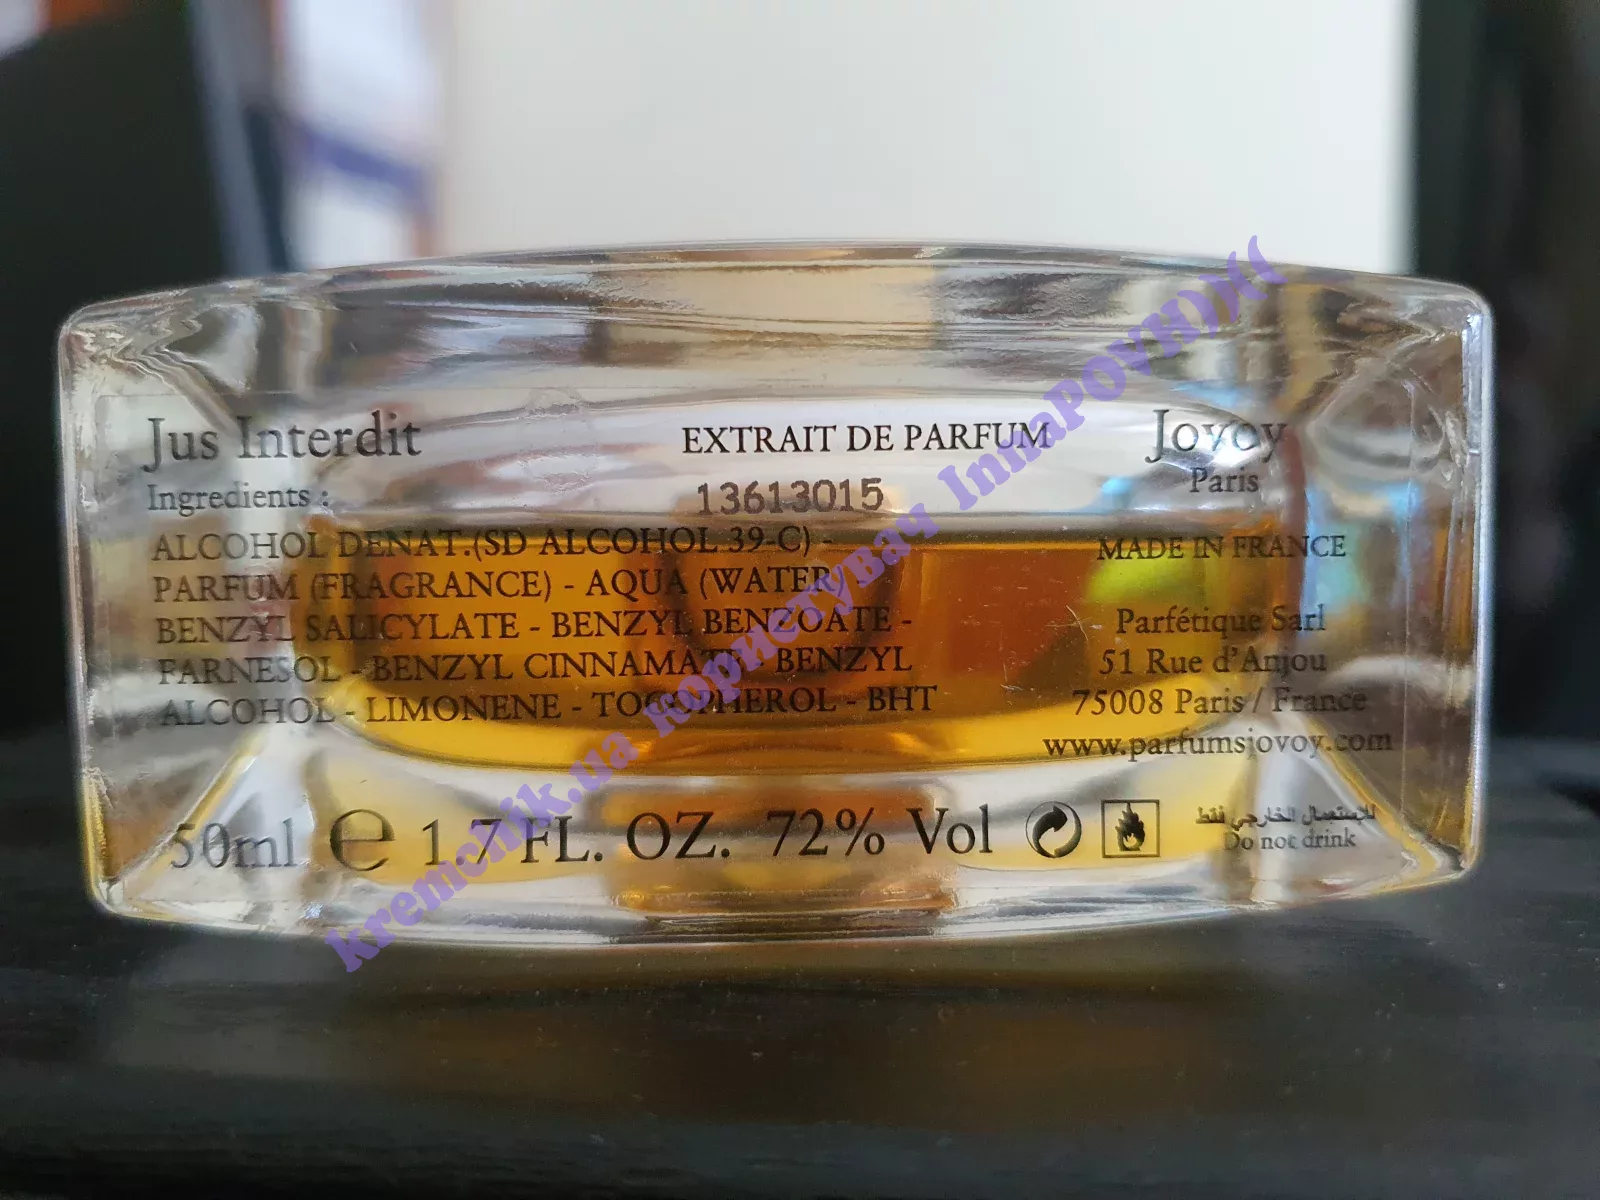 Jus Interdit
Ingredients :
EXTRAIT DE PARFUM
13613015
Jovoy
Paris
ALCOHOL DENAT.(SD ALCOHOL 39-C) -
PARFUM (FRAGRANCE) - AQUA (WATER)
BENZYL SALICYLATE - BENZYL BENZOATE -
FARNESOL - BENZYL CINNAMATE - BENZYL
ALCOHOL - LIMONENE - TOCOPHEROL - BHT
MADE IN FRANCE
Parfétique Sarl
51 Rue d'Anjou
75008 Paris / France
www.parfumsjovoy.com
50ml e 1.7 FL. OZ. 72% Vol
للإستعمال الخارجي فقط
Do not drink
kremchik.ua користувач InnaPOVH)X(